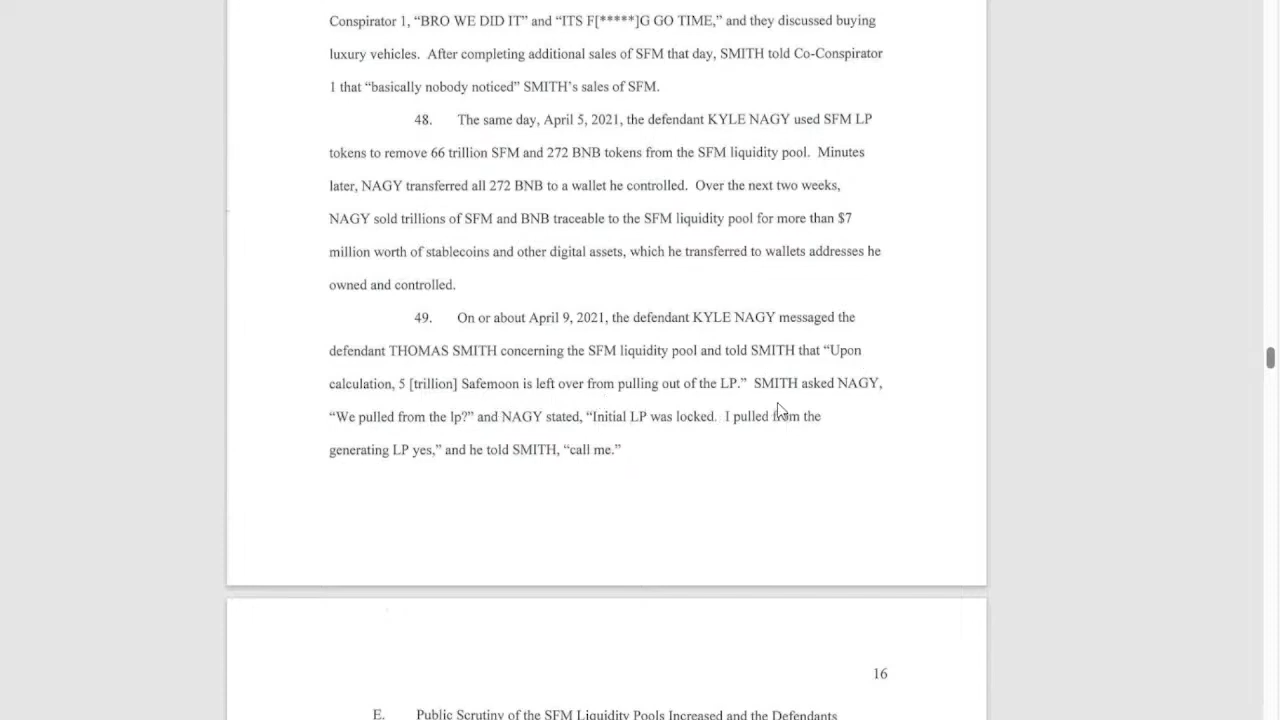 Conspirator 1, “BRO WE DID IT” and “ITS F[*****]G GO TIME,” and they discussed buying
luxury vehicles. After completing additional sales of SFM that day, SMITH told Co-Conspirator
1 that “basically nobody noticed” SMITH’s sales of SFM.
48. The same day, April 5, 2021, the defendant KYLE NAGY used SFM LP
tokens to remove 66 trillion SFM and 272 BNB tokens from the SFM liquidity pool. Minutes
later, NAGY transferred all 272 BNB to a wallet he controlled. Over the next two weeks,
NAGY sold trillions of SFM and BNB traceable to the SFM liquidity pool for more than $7
million worth of stablecoins and other digital assets, which he transferred to wallets addresses he
owned and controlled.
49. On or about April 9, 2021, the defendant KYLE NAGY messaged the
defendant THOMAS SMITH concerning the SFM liquidity pool and told SMITH that “Upon
calculation, 5 [trillion] Safemoon is left over from pulling out of the LP.” SMITH asked NAGY,
“We pulled from the lp?” and NAGY stated, “Initial LP was locked. I pulled from the
generating LP yes,” and he told SMITH, “call me.”
16
E. Public Scrutiny of the SFM Liquidity Pools Increased and the Defendants